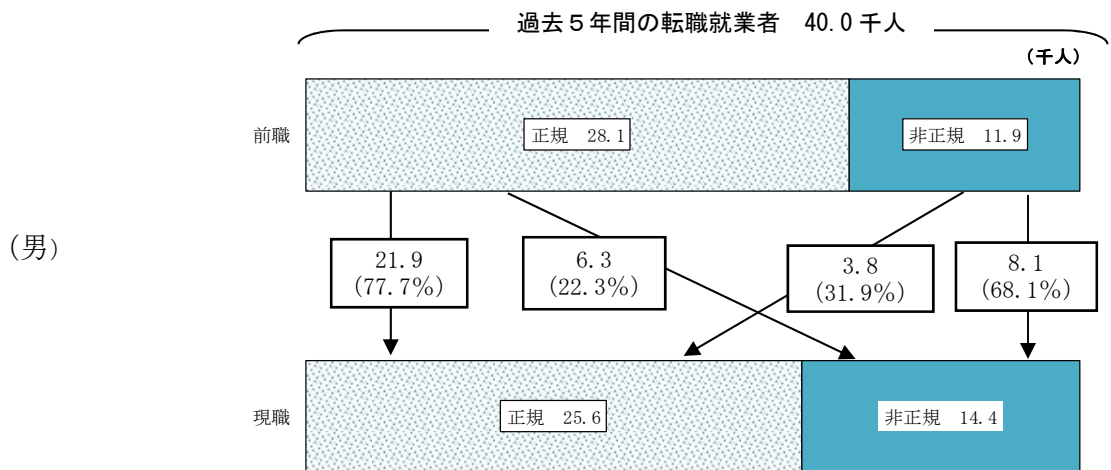 過去５年間の転職就業者　40.0千人
(千人)
前職
正規　28.1
非正規　11.9
(男)
21.9
(77.7%)
6.3
(22.3%)
3.8
(31.9%)
8.1
(68.1%)
現職
正規　25.6
非正規　14.4